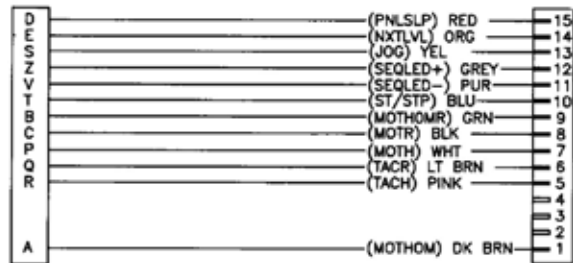 D (PNLSLP) RED 15
E (NXTLVL) ORG 14
S (JOG) YEL 13
Z (SEQLED+) GREY 12
V (SEQLED-) PUR 11
T (ST/STP) BLU 10
B (MOTHOMR) GRN 9
C (MOTR) BLK 8
P (MOTH) WHT 7
Q (TACR) LT BRN 6
R (TACH) PINK 5
4
3
2
A (MOTHOM) DK BRN 1